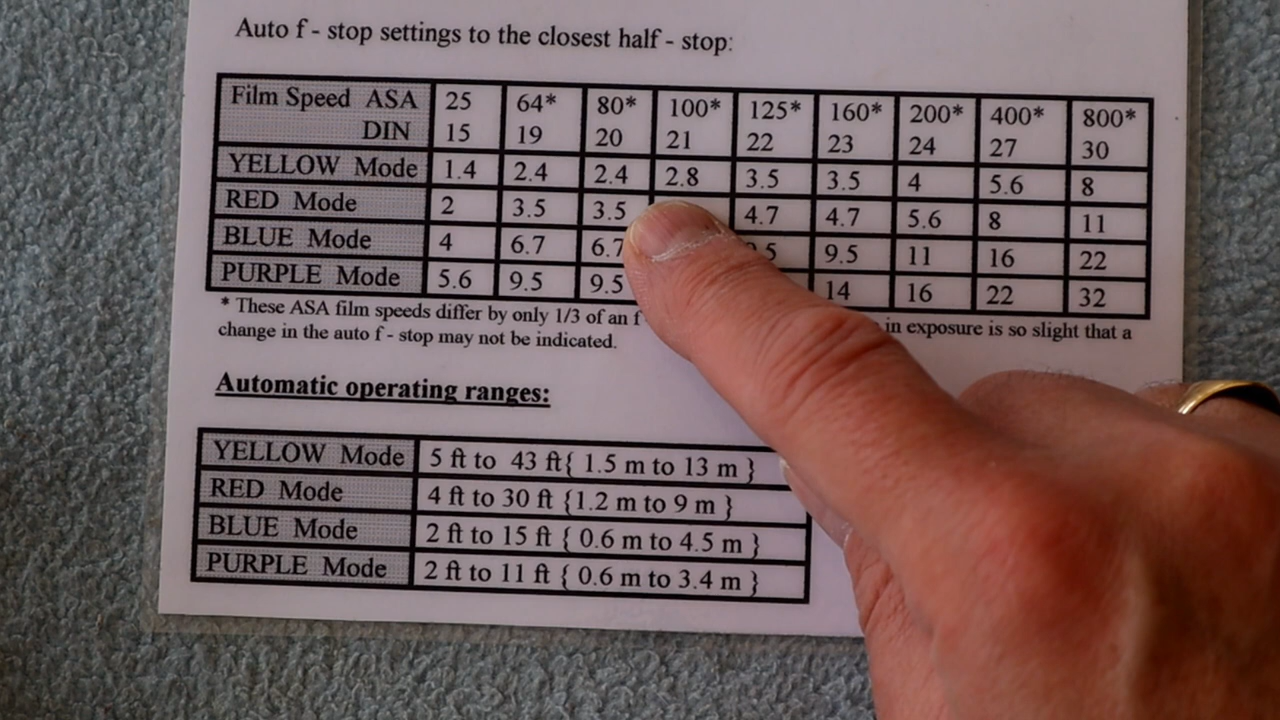 Auto f - stop settings to the closest half - stop:
Film Speed ASA 25 64* 80* 100* 125* 160* 200* 400* 800*
DIN 15 19 20 21 22 23 24 27 30
YELLOW Mode 1.4 2.4 2.4 2.8 3.5 3.5 4 5.6 8
RED Mode 2 3.5 3.5 4.7 4.7 5.6 8 11
BLUE Mode 4 6.7 6.7 9.5 11 16 22
PURPLE Mode 5.6 9.5 9.5 14 16 22 32
* These ASA film speeds differ by only 1/3 of an f in exposure is so slight that a
change in the auto f - stop may not be indicated.
Automatic operating ranges:
YELLOW Mode 5 ft to 43 ft{ 1.5 m to 13 m }
RED Mode 4 ft to 30 ft {1.2 m to 9 m }
BLUE Mode 2 ft to 15 ft { 0.6 m to 4.5 m }
PURPLE Mode 2 ft to 11 ft { 0.6 m to 3.4 m }